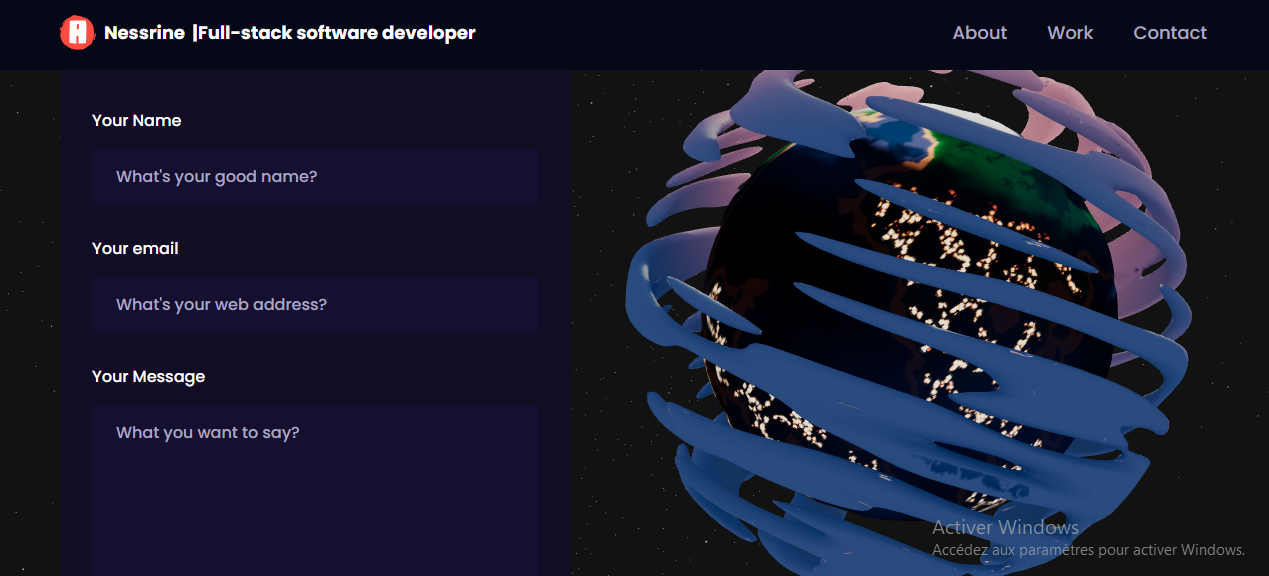 Nessrine |Full-stack software developer
About Work Contact
Your Name
What's your good name?
Your email
What's your web address?
Your Message
What you want to say?
Activer Windows
Accédez aux paramètres pour activer Windows.